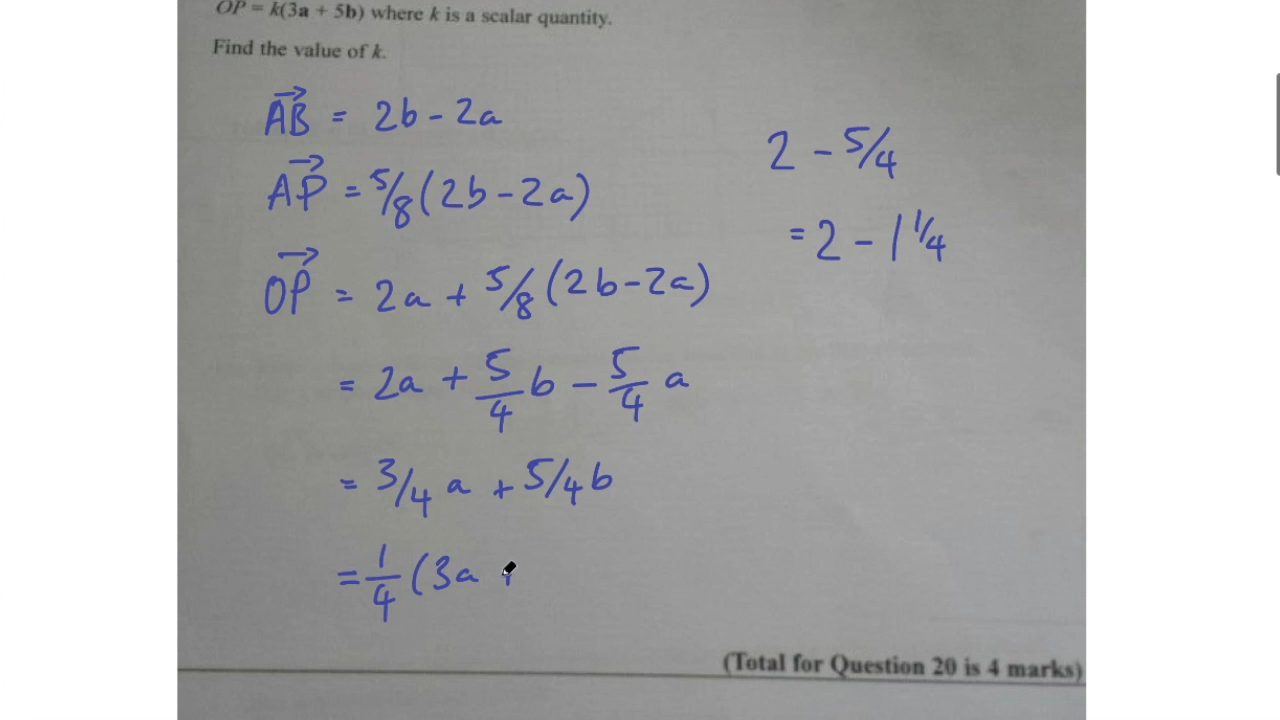 OP = k(3a + 5b) where k is a scalar quantity.
Find the value of k.
AB = 2b - 2a
AP = 5/8 (2b - 2a)
OP = 2a + 5/8 (2b - 2a)
= 2a + 5/4 b - 5/4 a
= 3/4 a + 5/4 b
= 1/4 (3a +
2 - 5/4
= 2 - 1 1/4
(Total for Question 20 is 4 marks)